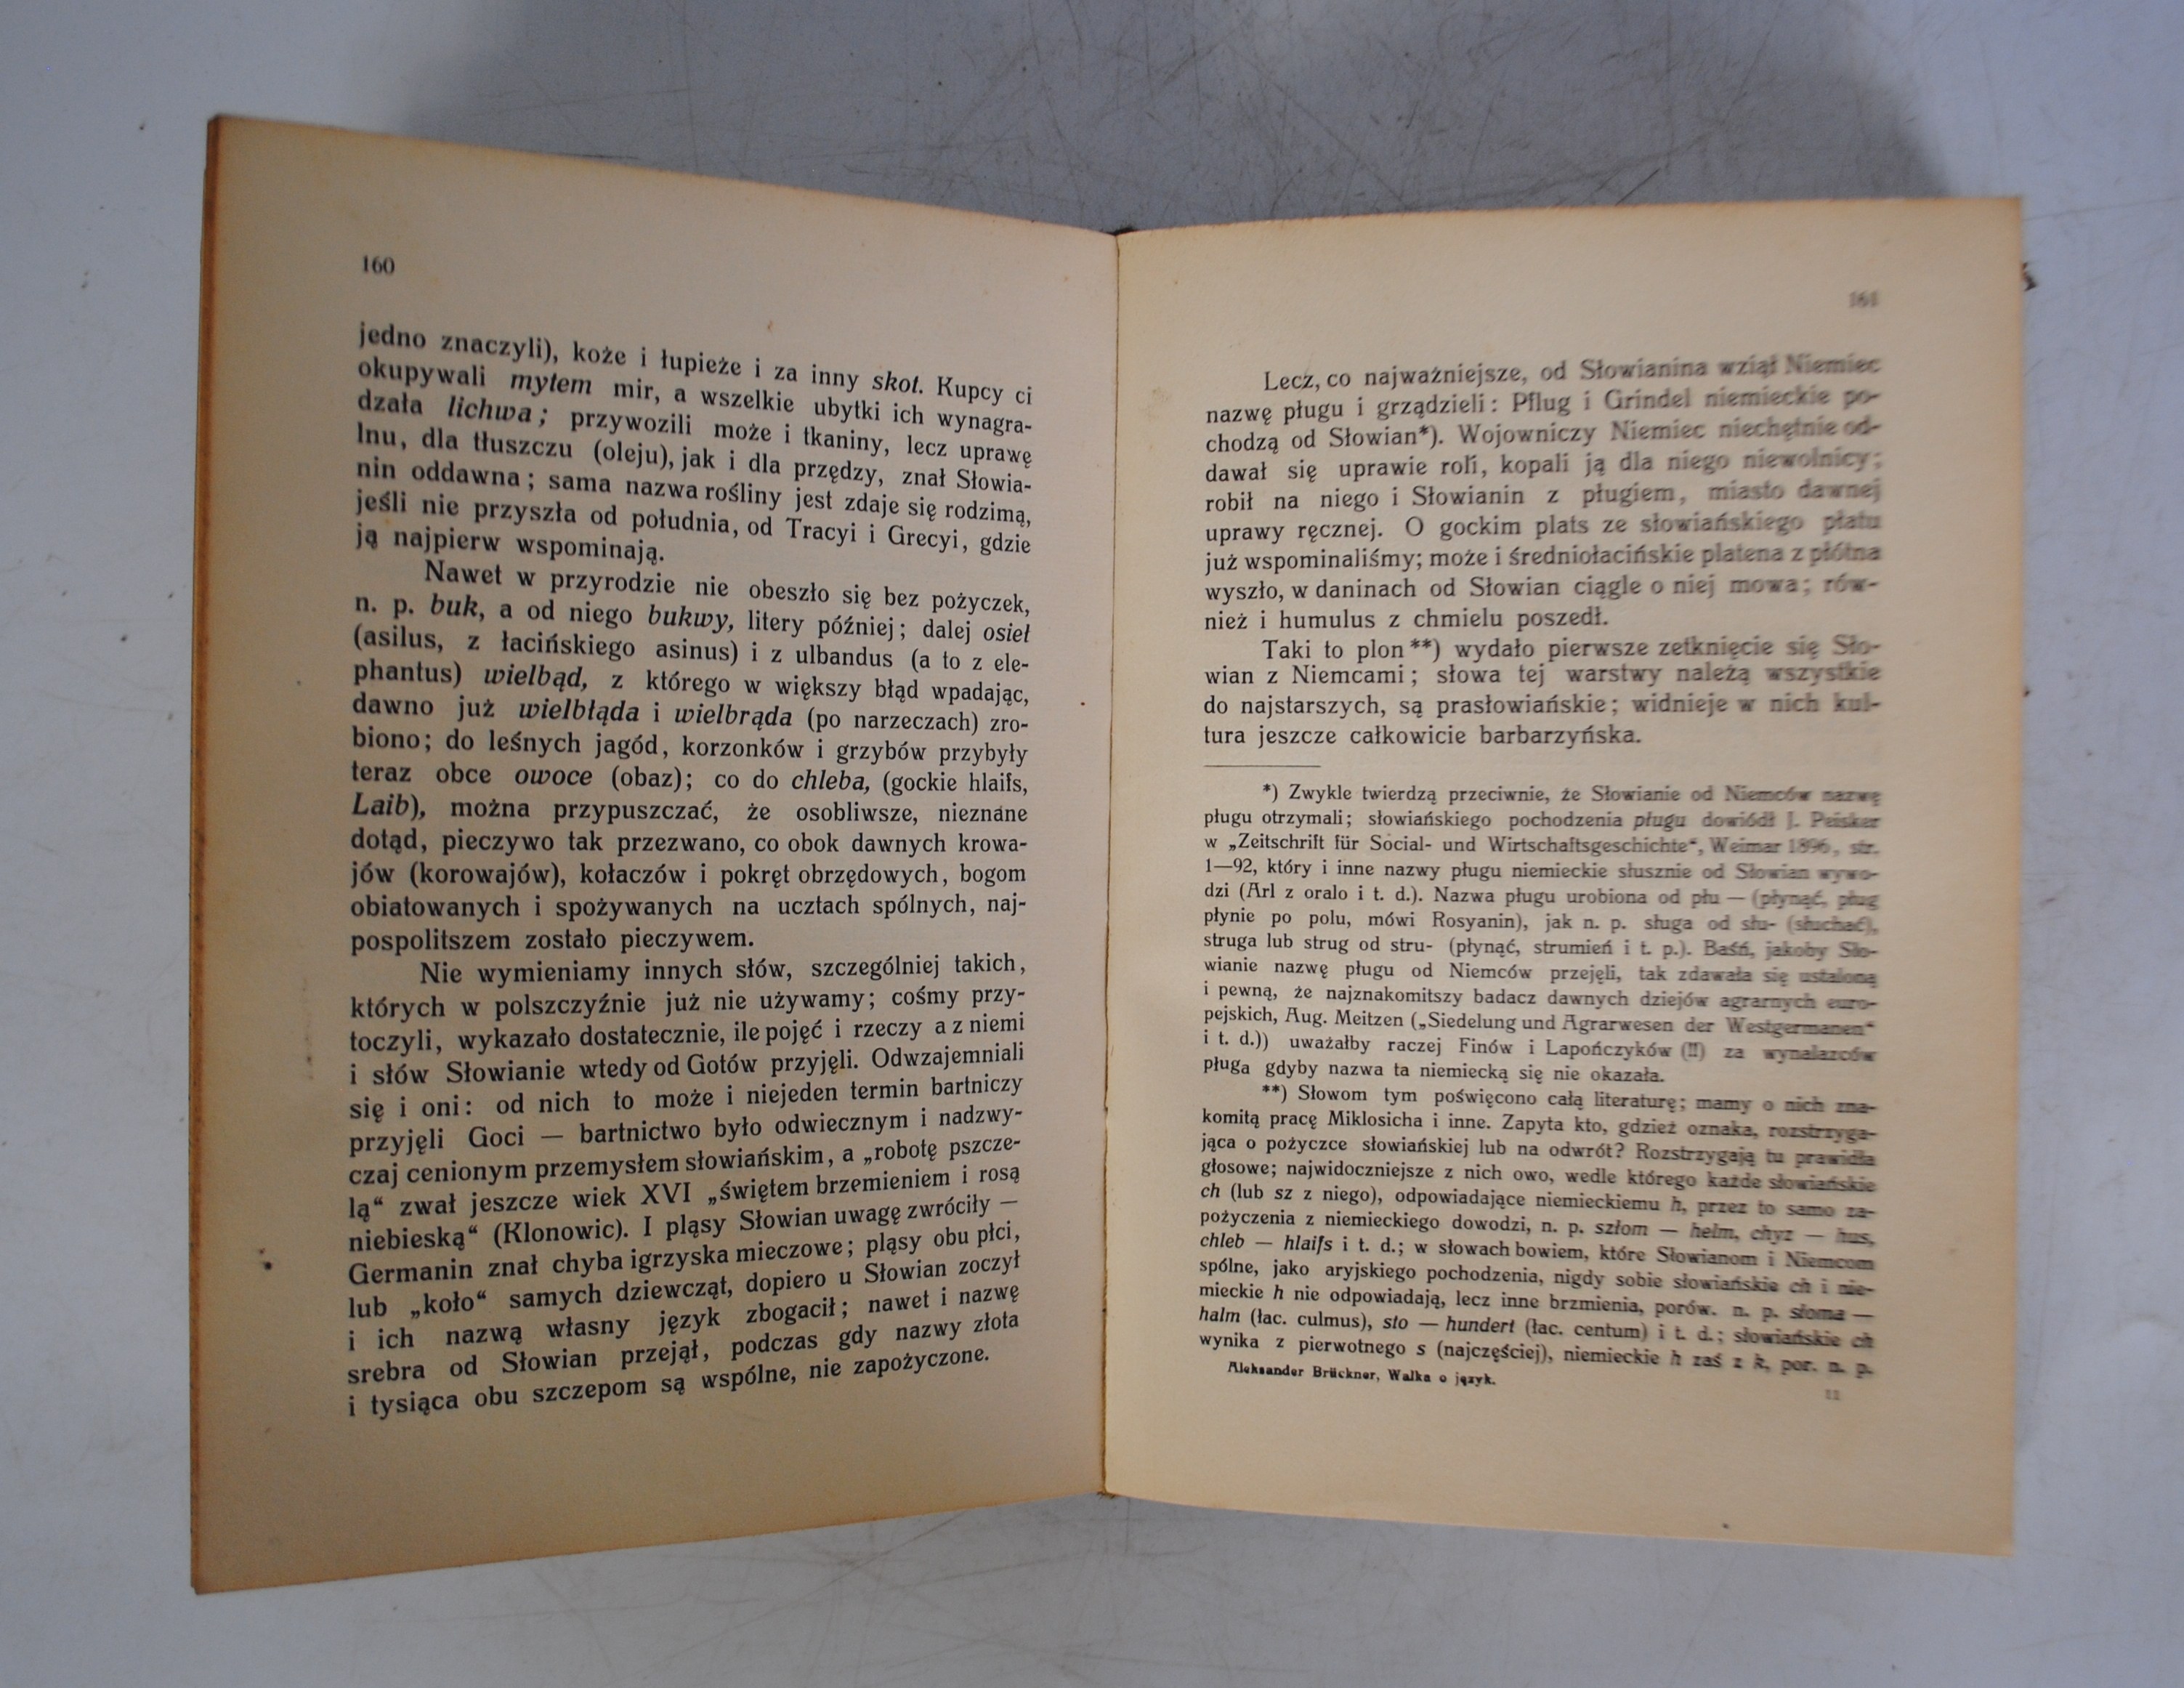 160
jedno znaczyli), koże i łupieże i za inny skot. Kupcy ci
okupywali mytem mir, a wszelkie ubytki ich wynagra-
dzała lichwa; przywozili może i tkaniny, lecz uprawę
lnu, dla tłuszczu (oleju), jak i dla przędzy, znał Słowia-
nin oddawna; sama nazwa rośliny jest zdaje się rodzimą,
jeśli nie przyszła od południa, od Tracyi i Grecyi, gdzie
ją najpierw wspominają.
Nawet w przyrodzie nie obeszło się bez pożyczek,
n. p. buk, a od niego bukwy, litery później; dalej osieł
(asilus, z łacińskiego asinus) i z ulbandus (a to z ele-
phantus) wielbąd, z którego w większy błąd wpadając,
dawno już wielbłąda i wielbrąda (po narzeczach) zro-
biono; do leśnych jagód, korzonków i grzybów przybyły
teraz obce owoce (obaz); co do chleba, (gockie hlaifs,
Laib), można przypuszczać, że osobliwsze, nieznane
dotąd, pieczywo tak przezwano, co obok dawnych krowa-
jów (korowajów), kołaczów i pokręt obrzędowych, bogom
obiatowanych i spożywanych na ucztach spólnych, naj-
pospolitszem zostało pieczywem.
Nie wymieniamy innych słów, szczególniej takich,
których w polszczyźnie już nie używamy; cośmy przy-
toczyli, wykazało dostatecznie, ile pojęć i rzeczy a z niemi
i słów Słowianie wtedy od Gotów przyjęli. Odwzajemniali
się i oni: od nich to może i niejeden termin bartniczy
przyjęli Goci — bartnictwo było odwiecznym i nadzwy-
czaj cenionym przemysłem słowiańskim, a „robotę pszcze-
lą“ zwał jeszcze wiek XVI „świętem brzemieniem i rosą
niebieską“ (Klonowic). I pląsy Słowian uwagę zwróciły —
Germanin znał chyba igrzyska mieczowe; pląsy obu płci,
lub „koło“ samych dziewcząt, dopiero u Słowian zoczył
i ich nazwą własny język zbogacił; nawet i nazwę
srebra od Słowian przejął, podczas gdy nazwy złota
i tysiąca obu szczepom są wspólne, nie zapożyczone.
161
Lecz, co najważniejsze, od Słowianina wziął Niemiec
nazwę pługu i grządzieli: Pflug i Grindel niemieckie po-
chodzą od Słowian*). Wojowniczy Niemiec niechętnie od-
dawał się uprawie roli, kopali ją dla niego niewolnicy;
robił na niego i Słowianin z pługiem, miasto dawnej
uprawy ręcznej. O gockim plats ze słowiańskiego płatu
już wspominaliśmy; może i średniołacińskie platena z płótna
wyszło, w daninach od Słowian ciągle o niej mowa; rów-
nież i humulus z chmielu poszedł.
Taki to plon**) wydało pierwsze zetknięcie się Sło-
wian z Niemcami; słowa tej warstwy należą wszystkie
do najstarszych, są prasłowiańskie; widnieje w nich kul-
tura jeszcze całkowicie barbarzyńska.
*) Zwykle twierdzą przeciwnie, że Słowianie od Niemców nazwę
pługu otrzymali; słowiańskiego pochodzenia pługu dowiódł J. Peisker
w „Zeitschrift für Social- und Wirtschaftsgeschichte“, Weimar 1896, str.
1—92, który i inne nazwy pługu niemieckie słusznie od Słowian wywo-
dzi (Arl z oralo i t. d.). Nazwa pługu urobiona od płu — (płynąć, pług
płynie po polu, mówi Rosyanin), jak n. p. sługa od słu- (słuchać),
struga lub strug od stru- (płynąć, strumień i t. p.). Baśń, jakoby Sło-
wianie nazwę pługu od Niemców przejęli, tak zdawała się ustaloną
i pewną, że najznakomitszy badacz dawnych dziejów agrarnych euro-
pejskich, Aug. Meitzen („Siedelung und Agrarwesen der Westgermanen“
i t. d.)) uważałby raczej Finów i Lapończyków (!!) za wynalazców
pługa gdyby nazwa ta niemiecką się nie okazała.
**) Słowom tym poświęcono całą literaturę; mamy o nich zna-
komitą pracę Miklosicha i inne. Zapyta kto, gdzież oznaka, rozstrzyga-
jąca o pożyczce słowiańskiej lub na odwrót? Rozstrzygają tu prawidła
głosowe; najwidoczniejsze z nich owo, wedle którego każde słowiańskie
ch (lub sz z niego), odpowiadające niemieckiemu h, przez to samo za-
pożyczenia z niemieckiego dowodzi, n. p. szłom — helm, chyz — hus,
chleb — hlaifs i t. d.; w słowach bowiem, które Słowianom i Niemcom
spólne, jako aryjskiego pochodzenia, nigdy sobie słowiańskie ch i nie-
mieckie h nie odpowiadają, lecz inne brzmienia, porów. n. p. słoma —
halm (łac. culmus), sto — hundert (łac. centum) i t. d.; słowiańskie ch
wynika z pierwotnego s (najczęściej), niemieckie h zaś z k, por. n. p.
Aleksander Brückner, Walka o język.
11